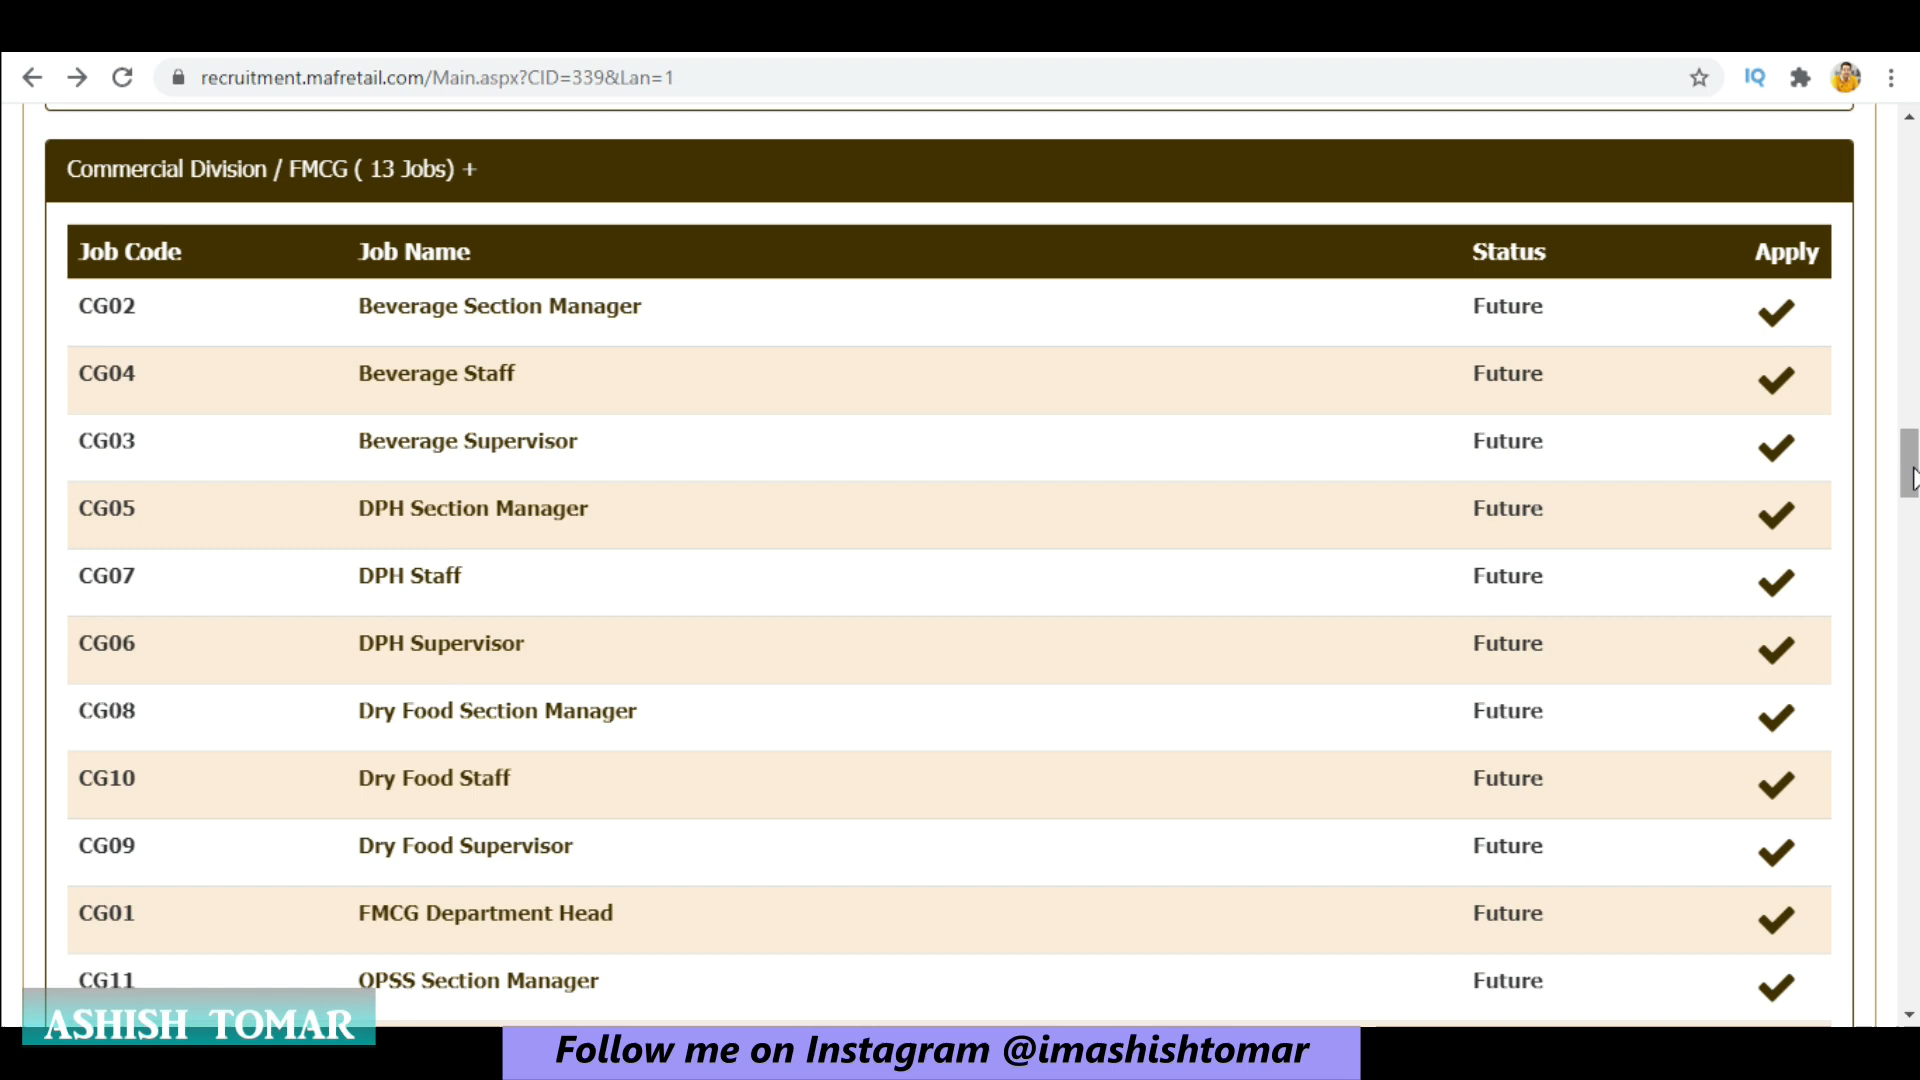 recruitment.mafretail.com/Main.aspx?CID=339&Lan=1
IQ
Commercial Division / FMCG ( 13 Jobs) +
Job Code Job Name Status Apply
CG02 Beverage Section Manager Future
CG04 Beverage Staff Future
CG03 Beverage Supervisor Future
CG05 DPH Section Manager Future
CG07 DPH Staff Future
CG06 DPH Supervisor Future
CG08 Dry Food Section Manager Future
CG10 Dry Food Staff Future
CG09 Dry Food Supervisor Future
CG01 FMCG Department Head Future
CG11 OPSS Section Manager Future
ASHISH TOMAR
Follow me on Instagram @imashishtomar